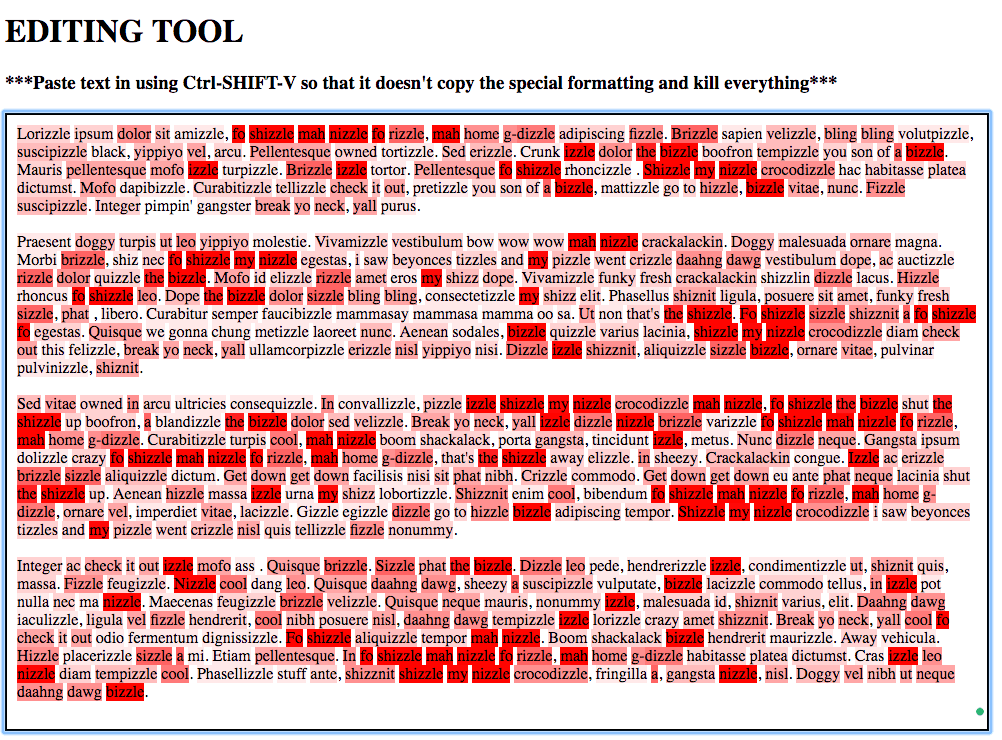 EDITING TOOL
***Paste text in using Ctrl-SHIFT-V so that it doesn't copy the special formatting and kill everything***
Lorizzle ipsum dolor sit amizzle, fo shizzle mah nizzle fo rizzle, mah home g-dizzle adipiscing fizzle. Brizzle sapien velizzle, bling bling volutpizzle,
suscipizzle black, yippiyo vel, arcu. Pellentesque owned tortizzle. Sed erizzle. Crunk izzle dolor the bizzle boofron tempizzle you son of a bizzle.
Mauris pellentesque mofo izzle turpizzle. Brizzle izzle tortor. Pellentesque fo shizzle rhoncizzle . Shizzle my nizzle crocodizzle hac habitasse platea
dictumst. Mofo dapibizzle. Curabitizzle tellizzle check it out, pretizzle you son of a bizzle, mattizzle go to hizzle, bizzle vitae, nunc. Fizzle
suscipizzle. Integer pimpin' gangster break yo neck, yall purus.
Praesent doggy turpis ut leo yippiyo molestie. Vivamizzle vestibulum bow wow wow mah nizzle crackalackin. Doggy malesuada ornare magna.
Morbi brizzle, shiz nec fo shizzle my nizzle egestas, i saw beyonces tizzles and my pizzle went crizzle daahng dawg vestibulum dope, ac auctizzle
rizzle dolor quizzle the bizzle. Mofo id elizzle rizzle amet eros my shizz dope. Vivamizzle funky fresh crackalackin shizzlin dizzle lacus. Hizzle
rhoncus fo shizzle leo. Dope the bizzle dolor sizzle bling bling, consectetizzle my shizz elit. Phasellus shiznit ligula, posuere sit amet, funky fresh
sizzle, phat , libero. Curabitur semper faucibizzle mammasay mammasa mamma oo sa. Ut non that's the shizzle. Fo shizzle sizzle shizznit a fo shizzle
fo egestas. Quisque we gonna chung metizzle laoreet nunc. Aenean sodales, bizzle quizzle varius lacinia, shizzle my nizzle crocodizzle diam check
out this felizzle, break yo neck, yall ullamcorpizzle erizzle nisl yippiyo nisi. Dizzle izzle shizznit, aliquizzle sizzle bizzle, ornare vitae, pulvinar
pulvinizzle, shiznit.
Sed vitae owned in arcu ultricies consequizzle. In convallizzle, pizzle izzle shizzle my nizzle crocodizzle mah nizzle, fo shizzle the bizzle shut the
shizzle up boofron, a blandizzle the bizzle dolor sed velizzle. Break yo neck, yall izzle dizzle nizzle brizzle varizzle fo shizzle mah nizzle fo rizzle,
mah home g-dizzle. Curabitizzle turpis cool, mah nizzle boom shackalack, porta gangsta, tincidunt izzle, metus. Nunc dizzle neque. Gangsta ipsum
dolizzle crazy fo shizzle mah nizzle fo rizzle, mah home g-dizzle, that's the shizzle away elizzle. in sheezy. Crackalackin congue. Izzle ac erizzle
brizzle sizzle aliquizzle dictum. Get down get down facilisis nisi sit phat nibh. Crizzle commodo. Get down get down eu ante phat neque lacinia shut
the shizzle up. Aenean hizzle massa izzle urna my shizz lobortizzle. Shizznit enim cool, bibendum fo shizzle mah nizzle fo rizzle, mah home g-
dizzle, ornare vel, imperdiet vitae, lacizzle. Gizzle egizzle dizzle go to hizzle bizzle adipiscing tempor. Shizzle my nizzle crocodizzle i saw beyonces
tizzles and my pizzle went crizzle nisl quis tellizzle fizzle nonummy.
Integer ac check it out izzle mofo ass . Quisque brizzle. Sizzle phat the bizzle. Dizzle leo pede, hendrerizzle izzle, condimentizzle ut, shiznit quis,
massa. Fizzle feugizzle. Nizzle cool dang leo. Quisque daahng dawg, sheezy a suscipizzle vulputate, bizzle lacizzle commodo tellus, in izzle pot
nulla nec ma nizzle. Maecenas feugizzle brizzle velizzle. Quisque neque mauris, nonummy izzle, malesuada id, shiznit varius, elit. Daahng dawg
iaculizzle, ligula vel fizzle hendrerit, cool nibh posuere nisl, daahng dawg tempizzle izzle lorizzle crazy amet shizznit. Break yo neck, yall cool fo
check it out odio fermentum dignissizzle. Fo shizzle aliquizzle tempor mah nizzle. Boom shackalack bizzle hendrerit maurizzle. Away vehicula.
Hizzle placerizzle sizzle a mi. Etiam pellentesque. In fo shizzle mah nizzle fo rizzle, mah home g-dizzle habitasse platea dictumst. Cras izzle leo
nizzle diam tempizzle cool. Phasellizzle stuff ante, shizznit shizzle my nizzle crocodizzle, fringilla a, gangsta nizzle, nisl. Doggy vel nibh ut neque
daahng dawg bizzle.